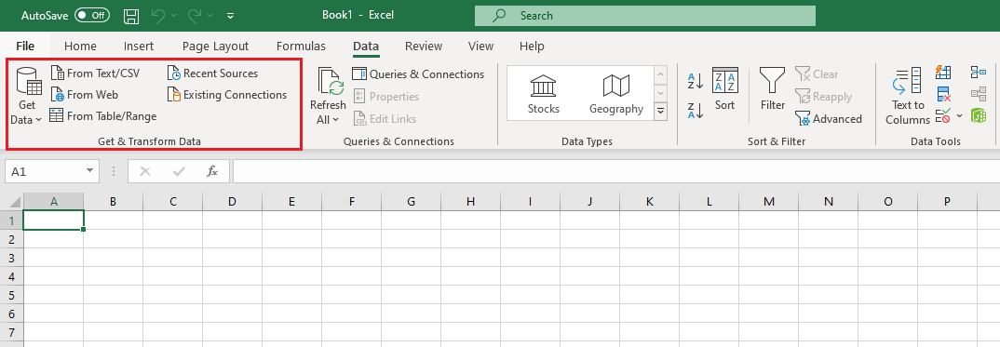 AutoSave Off Book1 - Excel Search
File Home Insert Page Layout Formulas Data Review View Help
Get Data
From Text/CSV
From Web
From Table/Range
Recent Sources
Existing Connections
Get & Transform Data
Refresh All
Queries & Connections
Properties
Edit Links
Queries & Connections
Stocks
Geography
Data Types
A Z
Z A
Z A A Z
Sort
Filter
Clear
Reapply
Advanced
Sort & Filter
Text to Columns
Data Tools
A1 fx
A B C D E F G H I J K L M N O P
1
2
3
4
5
6
7